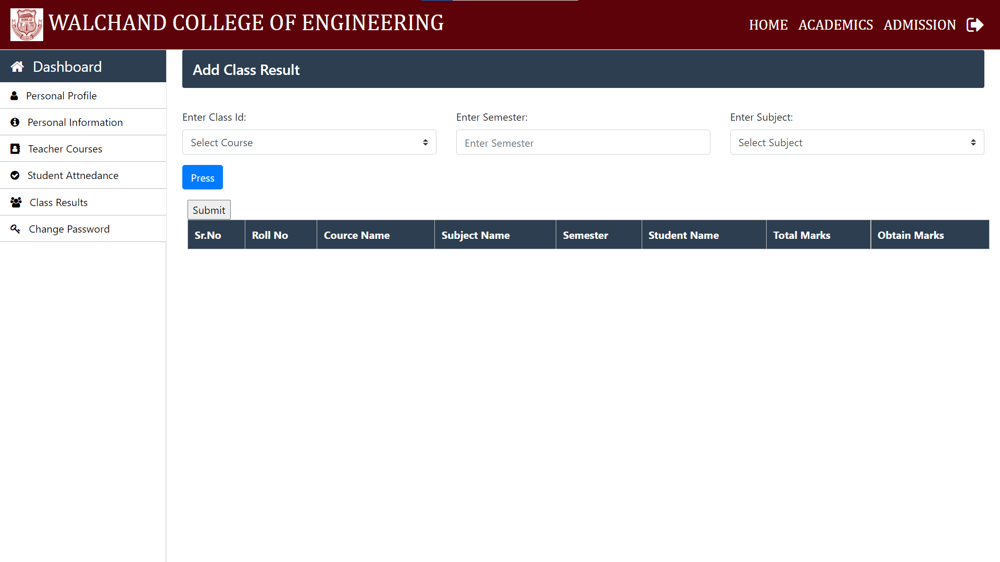 WALCHAND COLLEGE OF ENGINEERING
HOME ACADEMICS ADMISSION
Dashboard
Personal Profile
Personal Information
Teacher Courses
Student Attnedance
Class Results
Change Password
Add Class Result
Enter Class Id: Enter Semester: Enter Subject:
Select Course Enter Semester Select Subject
Press
Submit
Sr.No Roll No Cource Name Subject Name Semester Student Name Total Marks Obtain Marks